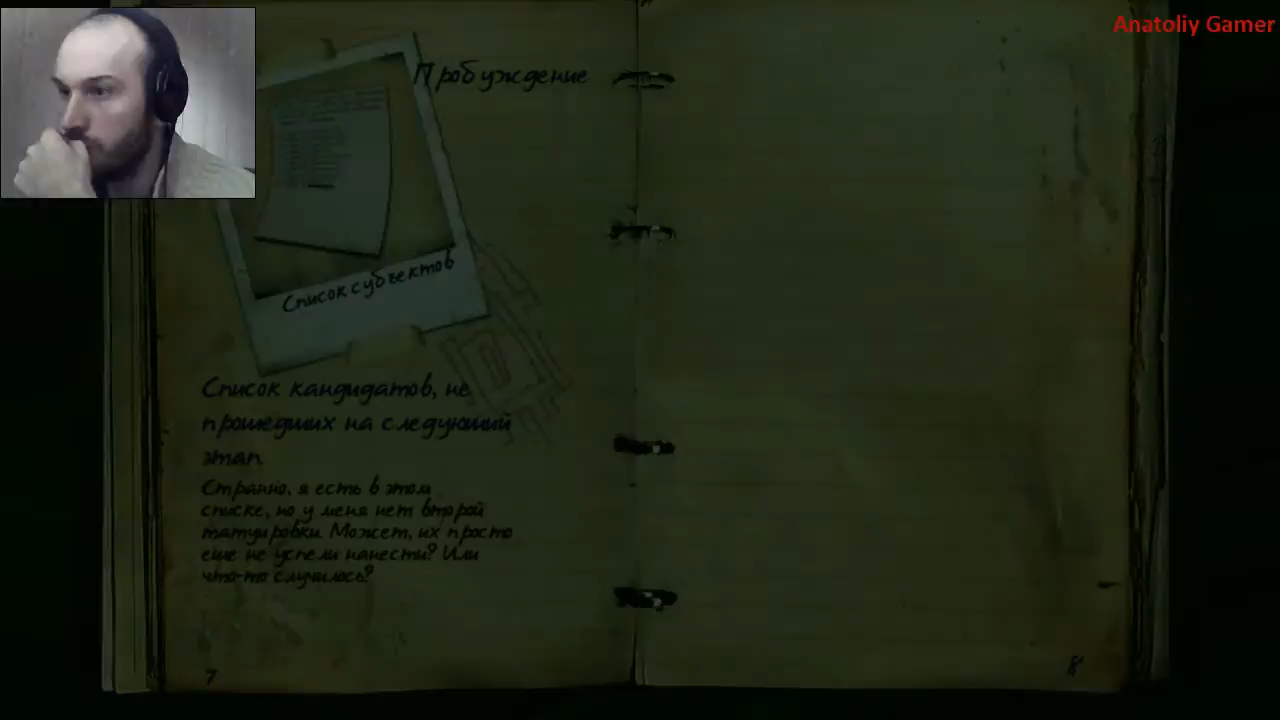 Anatoliy Gamer
Пробуждение
Список субъектов
Список кандидатов, не
прошедших на следующий
этап.
Странно, я есть в этом
списке, но у меня нет второй
татуировки. Может, их просто
еще не успели нанести? Или
что-то случилось?
7
8